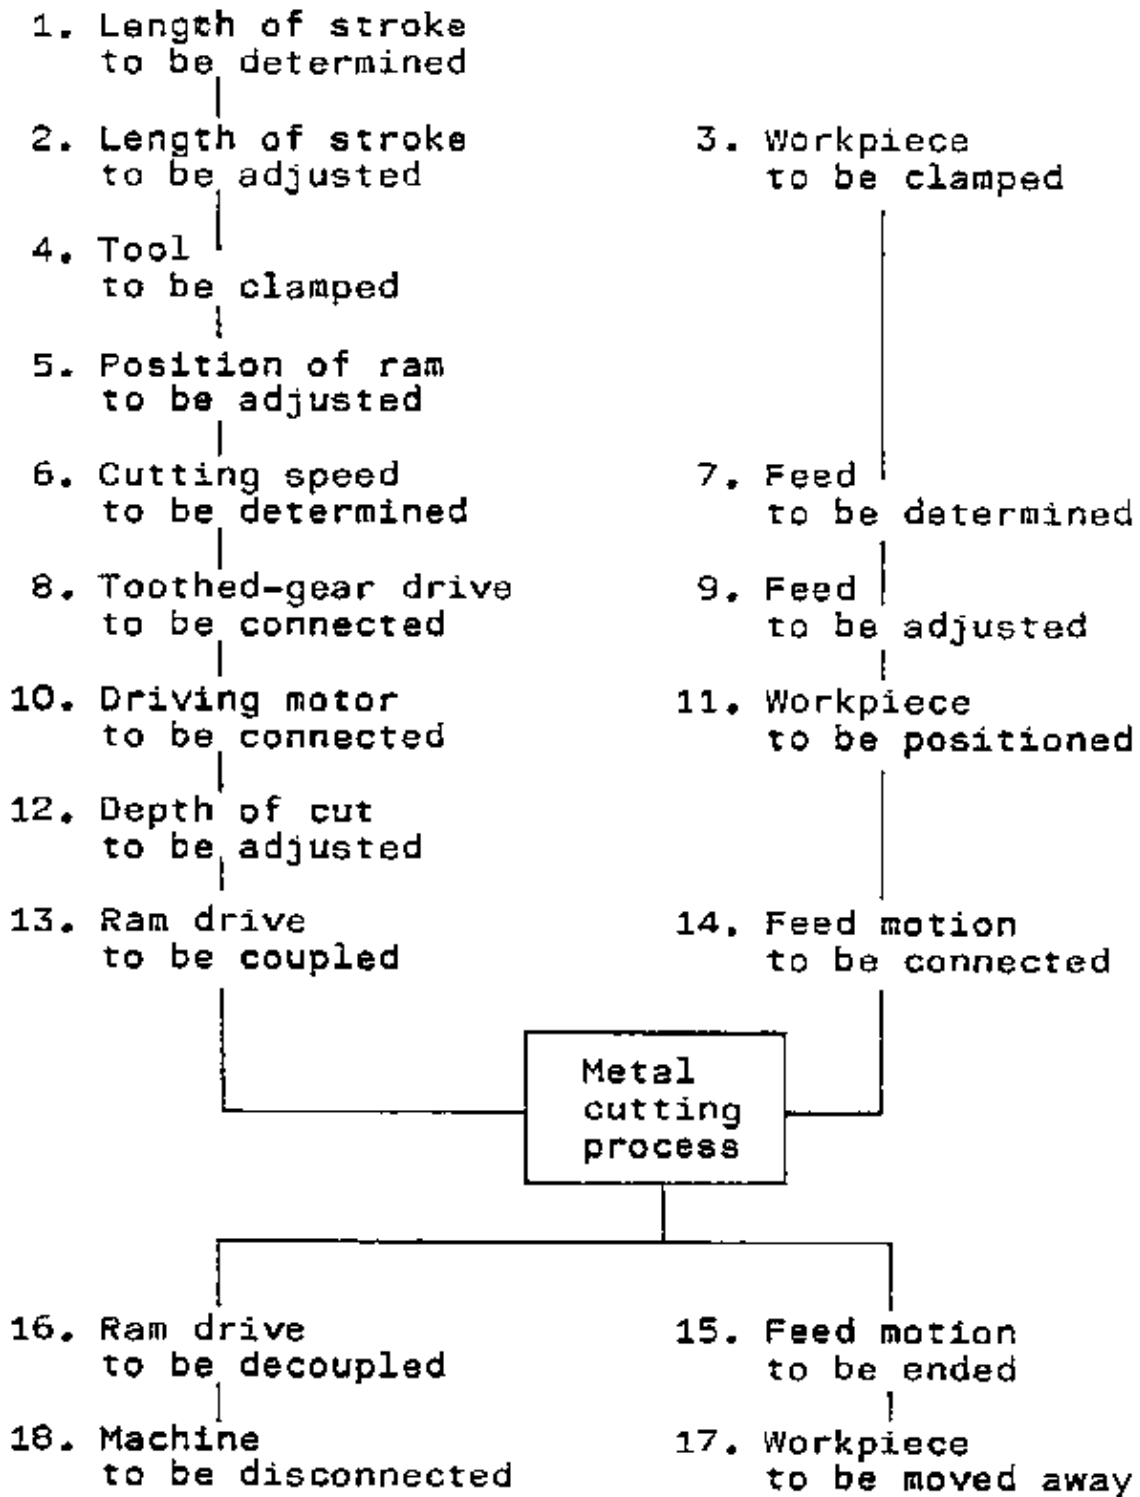 1. Length of stroke
to be determined
2. Length of stroke
to be adjusted
3. Workpiece
to be clamped
4. Tool
to be clamped
5. Position of ram
to be adjusted
6. Cutting speed
to be determined
7. Feed
to be determined
8. Toothed-gear drive
to be connected
9. Feed
to be adjusted
10. Driving motor
to be connected
11. Workpiece
to be positioned
12. Depth of cut
to be adjusted
13. Ram drive
to be coupled
14. Feed motion
to be connected
Metal
cutting
process
16. Ram drive
to be decoupled
15. Feed motion
to be ended
18. Machine
to be disconnected
17. Workpiece
to be moved away